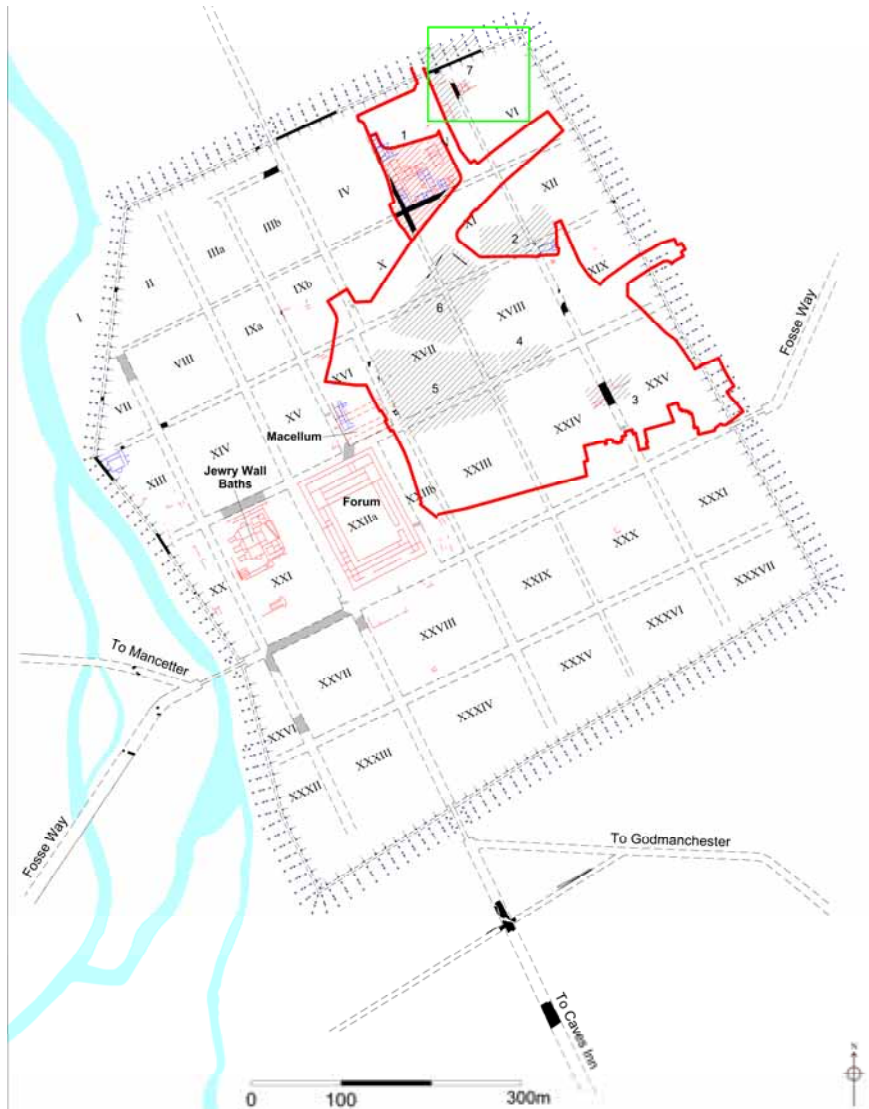 7
VI
1
IV
XII
IIIb
IIIa
XI
2
II
X
XIX
IXb
I
6
XVIII
IXa
4
VIII
XVII
Fosse Way
XVI
5
VII
XXV
3
XV
XXIV
Macellum
XIV
XXIII
Jewry Wall
Baths
XIII
XXIIb
Forum
XXXI
XXIIa
XXX
XXI
XX
XXIX
XXXVII
XXVIII
XXXVI
To Mancetter
XXXV
XXVII
XXXIV
XXVI
XXXIII
XXXII
Fosse Way
To Godmanchester
To Caves Inn
N
0
100
300m